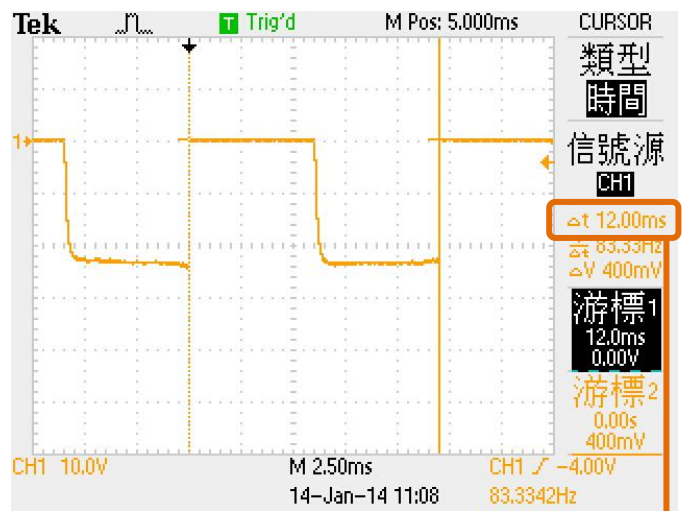 Tek T Trig'd M Pos: 5.000ms CURSOR
類型
時間
1
信號源
CH1
△t 12.00ms
1/△t 83.33Hz
△V 400mV
游標1
12.0ms
0.00V
游標2
0.00s
400mV
CH1 10.0V M 2.50ms CH1 -4.00V
14-Jan-14 11:08 83.3342Hz